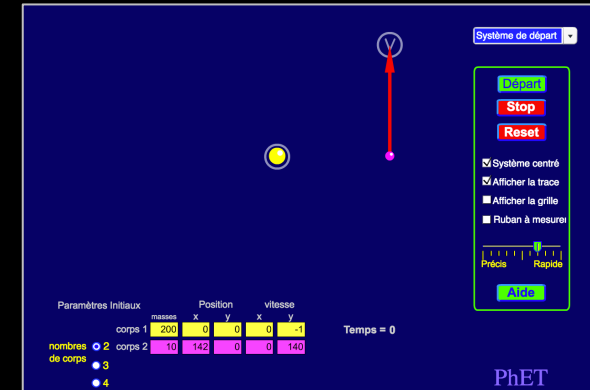 V
Système de départ
Départ
Stop
Reset
Système centré
Afficher la trace
Afficher la grille
Ruban à mesurer
Précis Rapide
Aide
Paramètres Initiaux Position vitesse
masses x y x y
corps 1 200 0 0 0 -1
Temps = 0
nombres de corps
2 corps 2 10 142 0 0 140
3
4
PhET